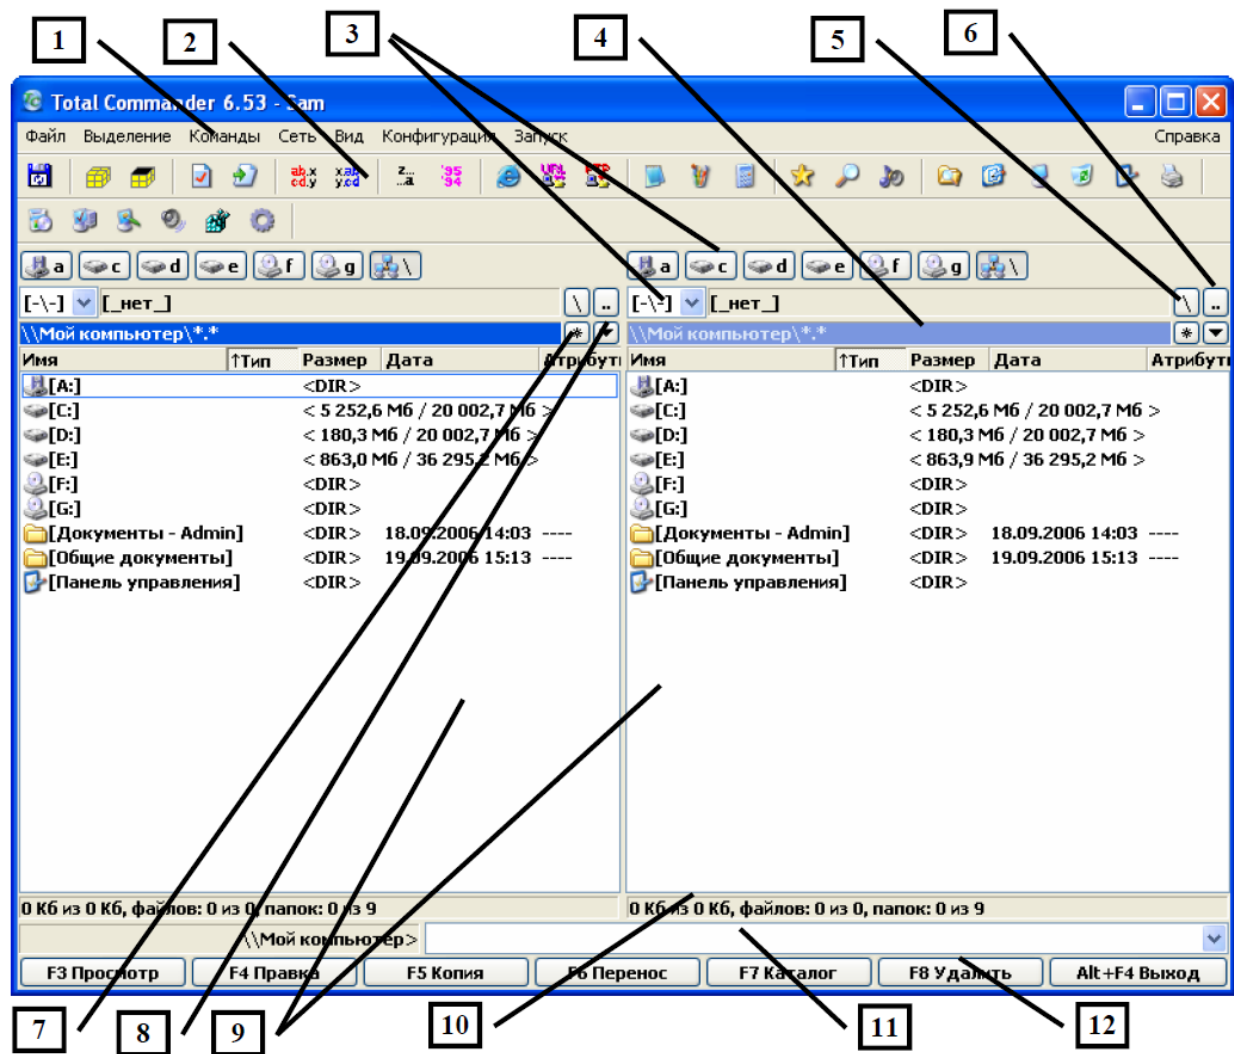 1 2 3 4 5 6
Total Commander 6.53 - Sam
Файл Выделение Команды Сеть Вид Конфигурация Запуск Справка
ab.x cd.y x.ab y.cd z... ...a '95 '94
a c d e f g \ a c d e f g \
[-\-] [_нет_] \ .. [-\-] [_нет_] \ ..
\\Мой компьютер\*.* * \\Мой компьютер\*.* *
Имя ↑Тип Размер Дата Атрибуты Имя ↑Тип Размер Дата Атрибуты
[A:] <DIR> [A:] <DIR>
[C:] < 5 252,6 Мб / 20 002,7 Мб > [C:] < 5 252,6 Мб / 20 002,7 Мб >
[D:] < 180,3 Мб / 20 002,7 Мб > [D:] < 180,3 Мб / 20 002,7 Мб >
[E:] < 863,0 Мб / 36 295,2 Мб > [E:] < 863,9 Мб / 36 295,2 Мб >
[F:] <DIR> [F:] <DIR>
[G:] <DIR> [G:] <DIR>
[Документы - Admin] <DIR> 18.09.2006 14:03 ---- [Документы - Admin] <DIR> 18.09.2006 14:03 ----
[Общие документы] <DIR> 19.09.2006 15:13 ---- [Общие документы] <DIR> 19.09.2006 15:13 ----
[Панель управления] <DIR> [Панель управления] <DIR>
0 Кб из 0 Кб, файлов: 0 из 0, папок: 0 из 9 0 Кб из 0 Кб, файлов: 0 из 0, папок: 0 из 9
\\Мой компьютер>
F3 Просмотр F4 Правка F5 Копия F6 Перенос F7 Каталог F8 Удалить Alt+F4 Выход
7 8 9 10 11 12